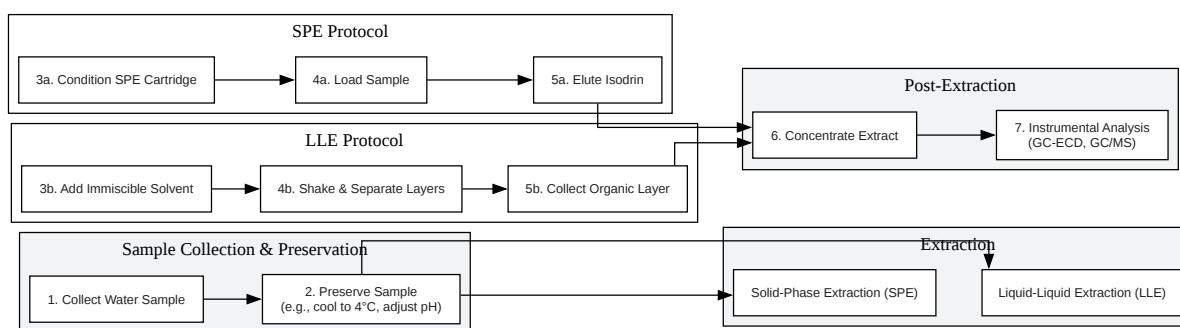 SPE Protocol
3a. Condition SPE Cartridge
4a. Load Sample
5a. Elute Isodrin
Post-Extraction
6. Concentrate Extract
7. Instrumental Analysis
(GC-ECD, GC/MS)
LLE Protocol
3b. Add Immiscible Solvent
4b. Shake & Separate Layers
5b. Collect Organic Layer
Sample Collection & Preservation
1. Collect Water Sample
2. Preserve Sample
(e.g., cool to 4°C, adjust pH)
Extraction
Solid-Phase Extraction (SPE)
Liquid-Liquid Extraction (LLE)